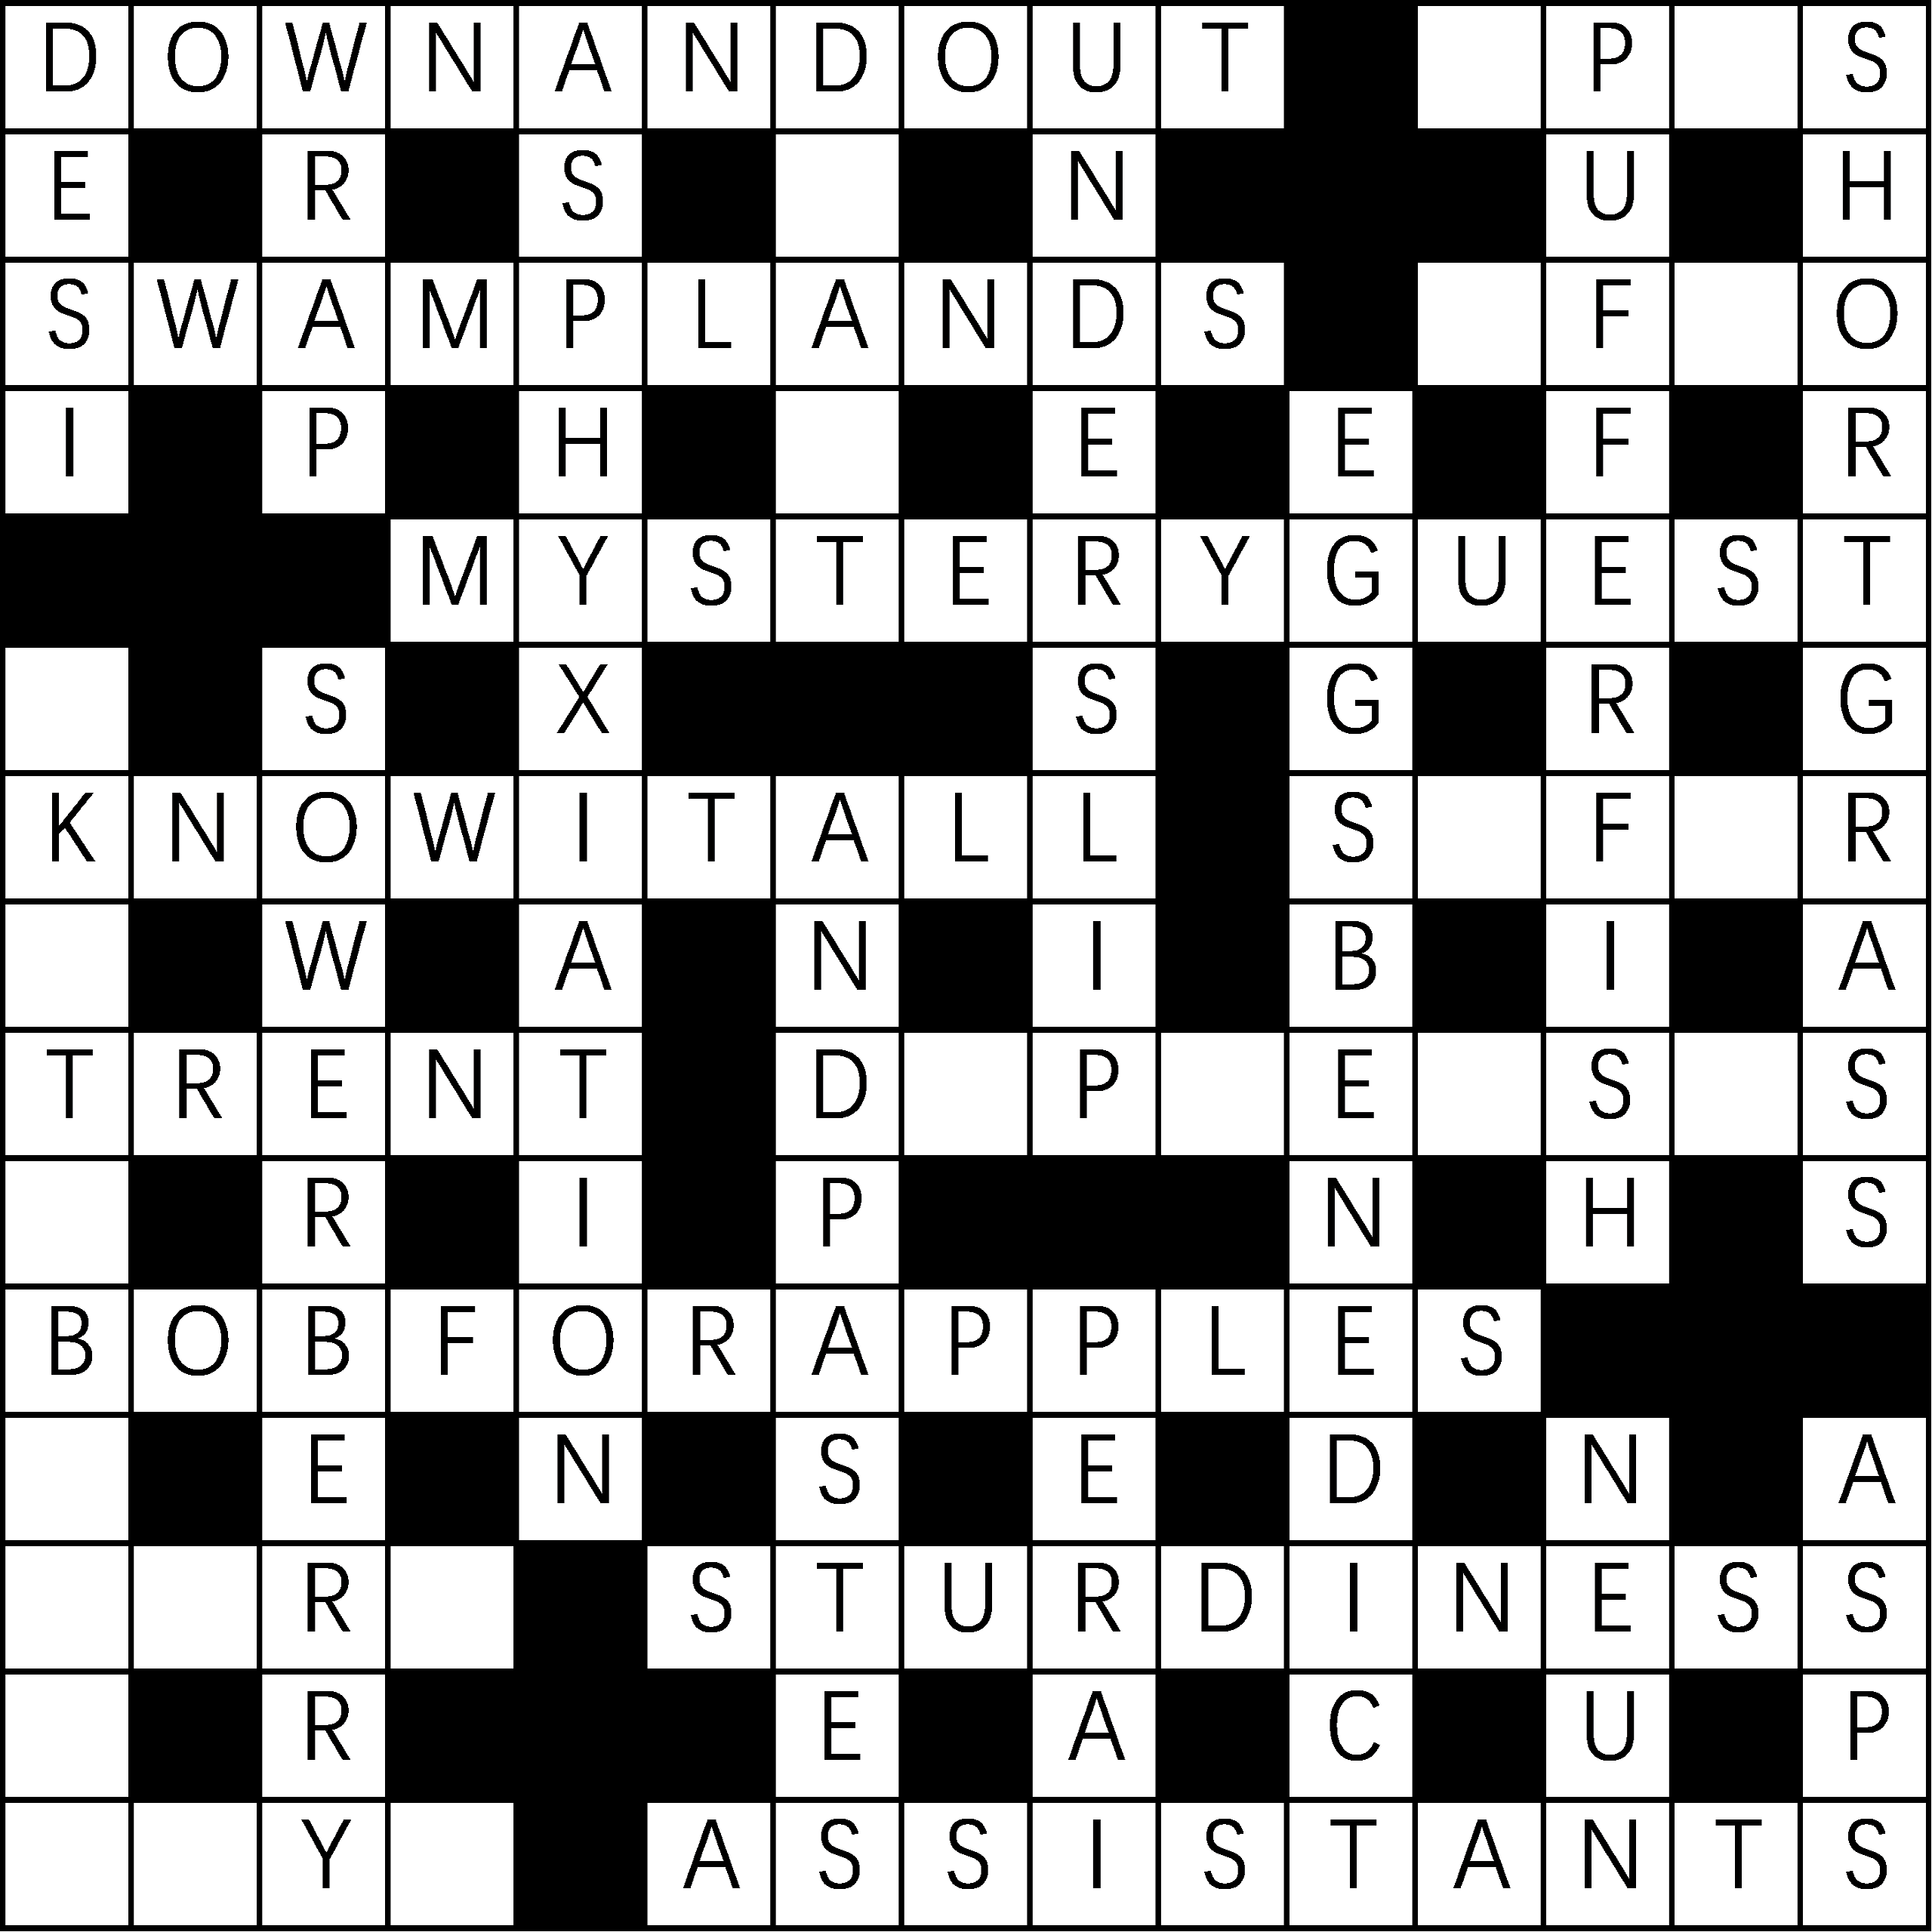 DOWNANDOUT P S
E R S N U H
SWAMPLANDS F O
I P H E E F R
MYSTERYGUEST
S X S G R G
KNOWITALL S F R
W A N I B I A
TRENT D P E S S
R I P N H S
BOBFORAPPLES
E N S E D N A
R STURDINESS
R E A C U P
Y ASSISTANTS